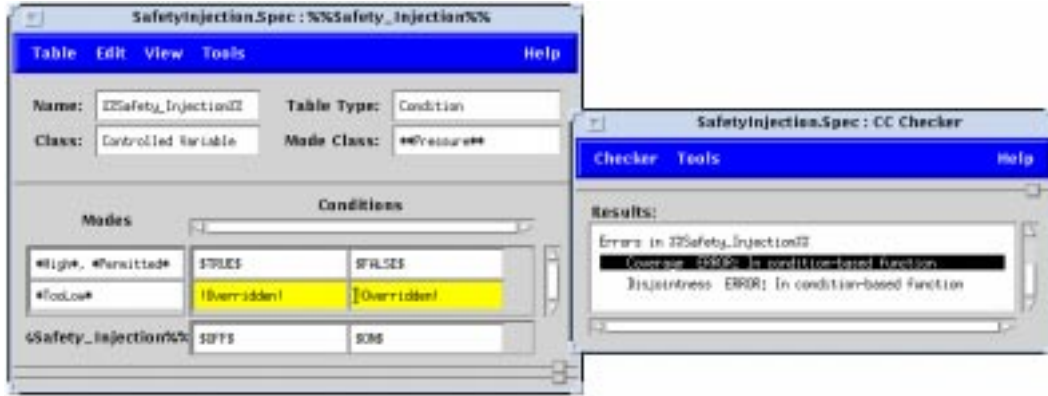 SafetyInjection.Spec : %%Safety_Injection%%
Table Edit View Tools Help
Name: %%Safety_Injection%% Table Type: Condition
Class: Controlled Variable Mode Class: **Pressure**
Conditions
Modes
*High*, *Permitted* $TRUE$ $FALSE$
*TooLow* !Overridden! !Overridden!
Safety_Injection%% $OFF$ $ON$
SafetyInjection.Spec : CC Checker
Checker Tools Help
Results:
Errors in %%Safety_Injection%%
Coverage ERROR: In condition-based function
Disjointness ERROR: In condition-based function